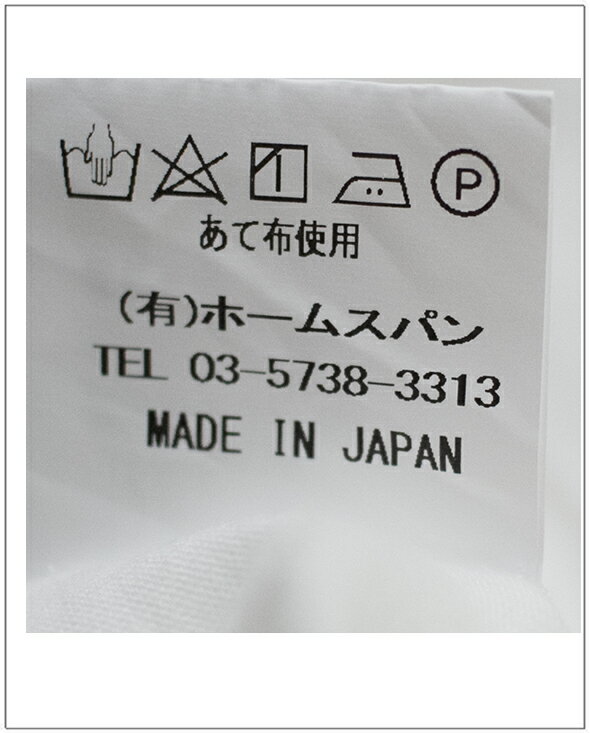 P
あて布使用
(有)ホームスパン
TEL 03-5738-3313
MADE IN JAPAN